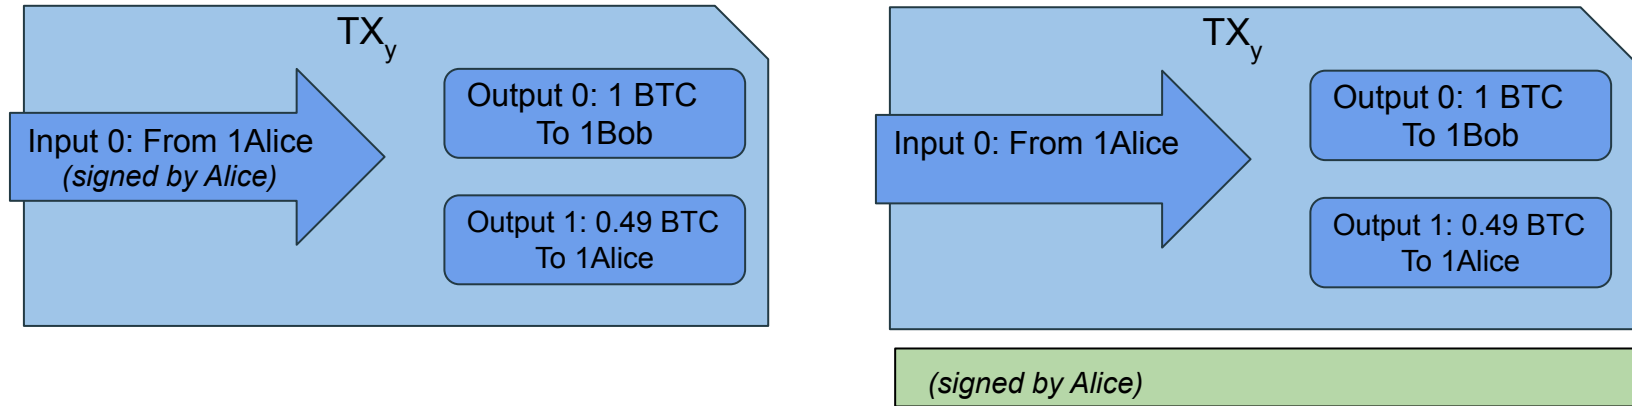 TXy
Input 0: From 1Alice
(signed by Alice)
Output 0: 1 BTC
To 1Bob
Output 1: 0.49 BTC
To 1Alice
TXy
Input 0: From 1Alice
Output 0: 1 BTC
To 1Bob
Output 1: 0.49 BTC
To 1Alice
(signed by Alice)